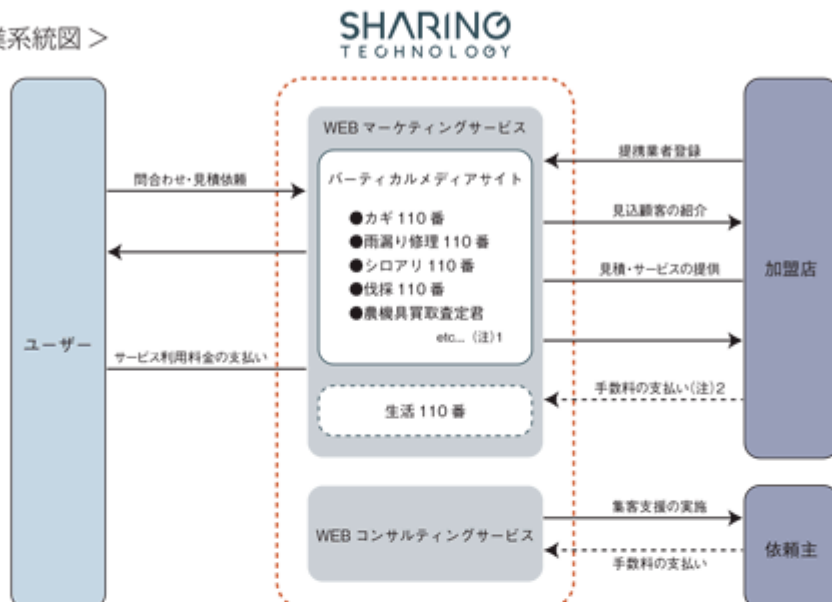 業系統図 >
SHARING
TECHNOLOGY
WEB マーケティングサービス
バーティカルメディアサイト
●カギ 110 番
●雨漏り修理 110 番
●シロアリ 110 番
●伐採 110 番
●農機具買取査定君
etc... (注)1
生活 110 番
WEB コンサルティングサービス
ユーザー
問合わせ・見積依頼
サービス利用料金の支払い
提携業者登録
見込顧客の紹介
見積・サービスの提供
手数料の支払い(注)2
加盟店
集客支援の実施
手数料の支払い
依頼主